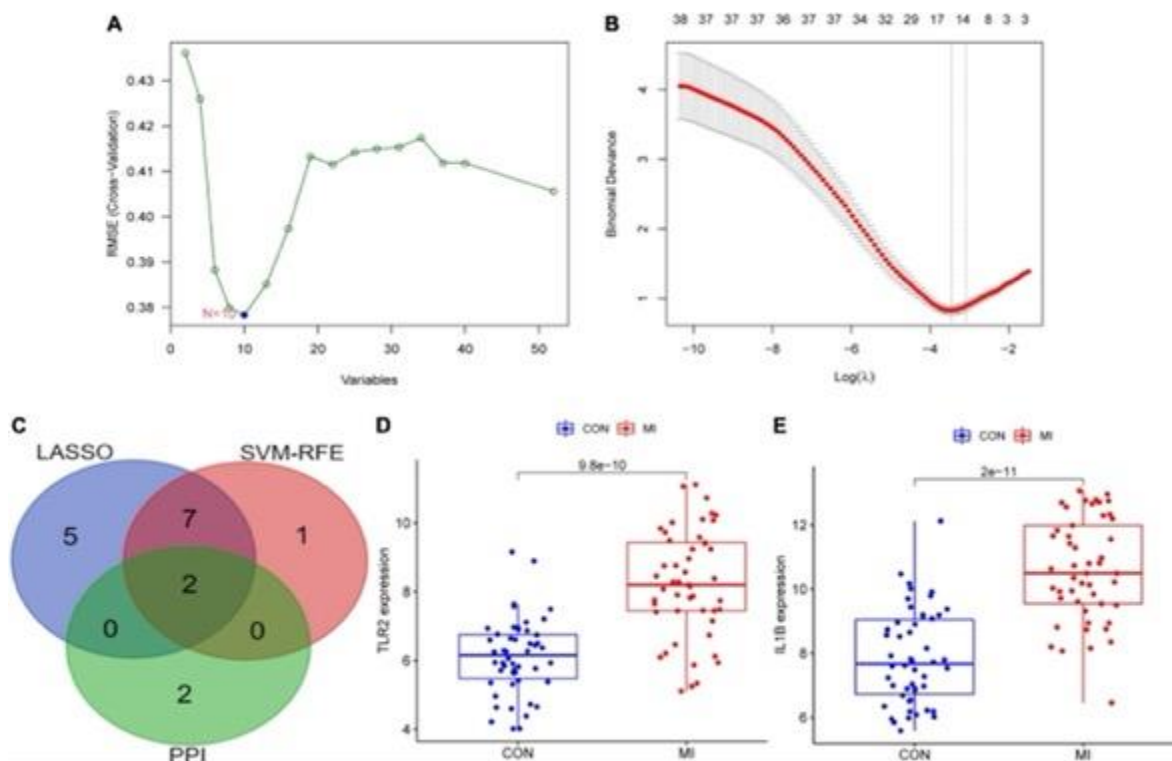 A
RMSE (Cross-Validation)
0.43
0.42
0.41
0.40
0.39
0.38
0 10 20 30 40 50
Variables
B
38 37 37 37 36 37 37 34 32 29 17 14 8 3 3
Binomial Deviance
4
3
2
1
-10 -8 -6 -4 -2
Log(λ)
C
LASSO
SVM-RFE
5
7
1
2
0
0
2
PPI
D
CON MI
9.8e-10
TLR2 expression
10
8
6
4
CON MI
E
CON MI
2e-11
IL1B expression
12
10
8
6
CON MI